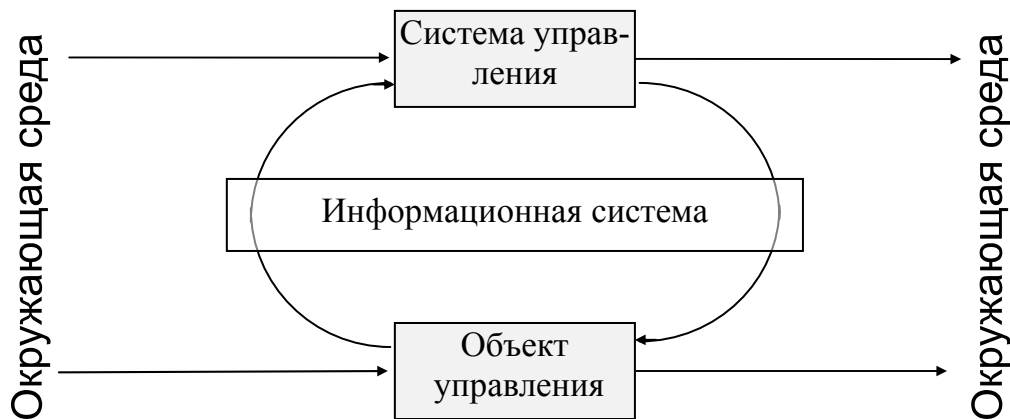 Окружающая среда
Система управ-
ления
Окружающая среда
Информационная система
Объект
управления